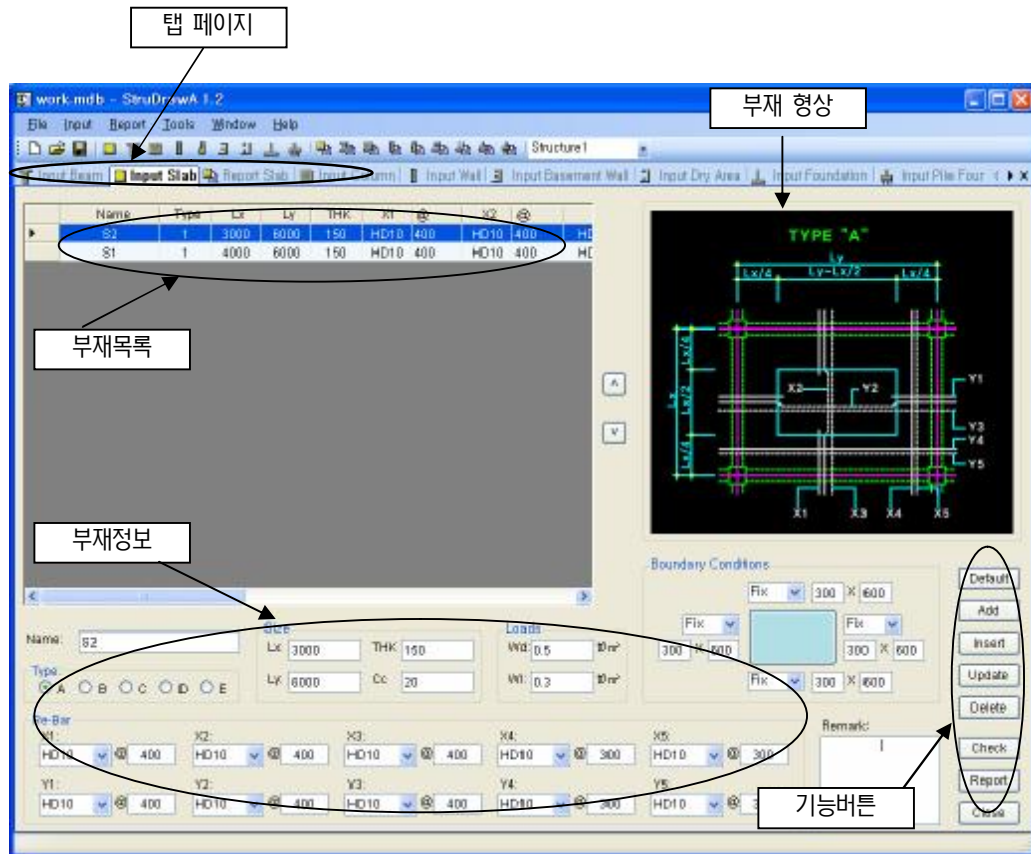 탭 페이지
work.mdb - StruDrawA 1.2
부재 형상
File Input Report Tools Window Help
Structure1
Input Beam Input Slab Report Slab Input Column Input Wall Input Basement Wall Input Dry Area Input Foundation Input Pile Four
Name Type Lx Ly THK X1 @ X2 @
S2 1 3000 6000 150 HD10 400 HD10 400 HD
S1 1 4000 6000 150 HD10 400 HD10 400 HD
TYPE "A"
Ly
Lx/4 Ly-Lx/2 Lx/4
부재목록
Lx/4
Lx
Lx/2
Lx/4
X2 Y2
Y1
Y3
Y4
Y5
X1 X3 X4 X5
부재정보
Boundary Conditions
Fix 300 X 600
Fix Fix
300 X 600 300 X 600
Fix 300 X 600
Default
Add
Insert
Update
Delete
Check
Report
Close
Name: S2
Size
Lx: 3000 THK 150
Ly: 6000 Cc 20
Loads
Wd: 0.5
Wl: 0.3
Type
A B C D E
Re-Bar
X1: X2: X3: X4: X5:
HD10 @ 400 HD10 @ 400 HD10 @ 400 HD10 @ 300 HD10 @ 300
Y1: Y2: Y3: Y4: Y5:
HD10 @ 400 HD10 @ 400 HD10 @ 400 HD10 @ 300 HD10 @
Remark:
기능버튼